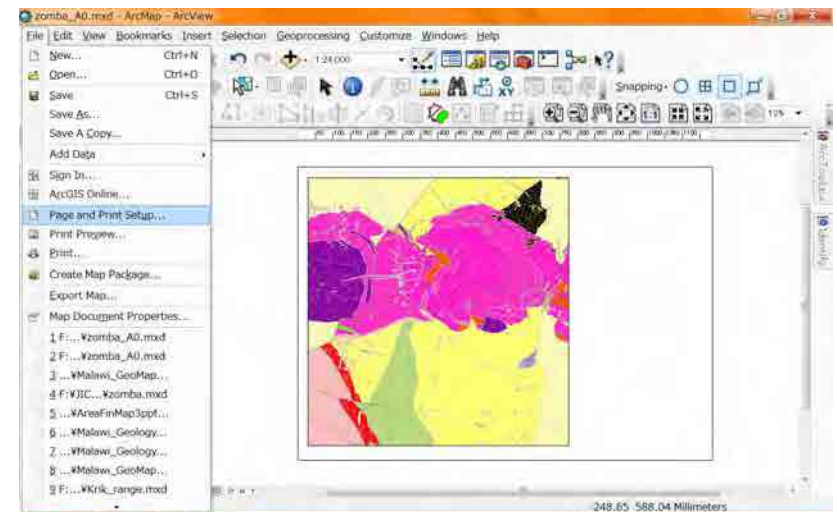 zomba_A0.mxd - ArcMap - ArcView
File Edit View Bookmarks Insert Selection Geoprocessing Customize Windows Help
New... Ctrl+N
1:24,000
Open... Ctrl+O
Snapping
Save Ctrl+S
Save As...
Save A Copy...
Add Data
Sign In...
ArcGIS Online...
Page and Print Setup...
Print Preview...
Print...
Create Map Package...
Export Map...
Map Document Properties...
1 F:...¥zomba_A0.mxd
2 F:...¥zomba_A0.mxd
3 ...¥Malawi_GeoMap...
4 F:¥JIC...¥zomba.mxd
5 ...¥AreaFinMap3ppt...
6 ...¥Malawi_Geology...
7 ...¥Malawi_Geology...
8 ...¥Malawi_GeoMap...
9 F:...¥Krik_range.mxd
248.65 588.04 Millimeters